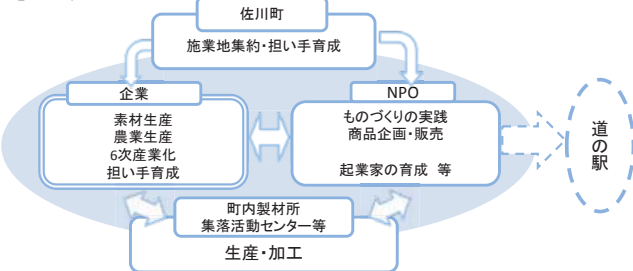 佐川町
施業地集約・担い手育成
企業
素材生産
農業生産
6次産業化
担い手育成
NPO
ものづくりの実践
商品企画・販売
起業家の育成 等
道の駅
町内製材所
集落活動センター等
生産・加工